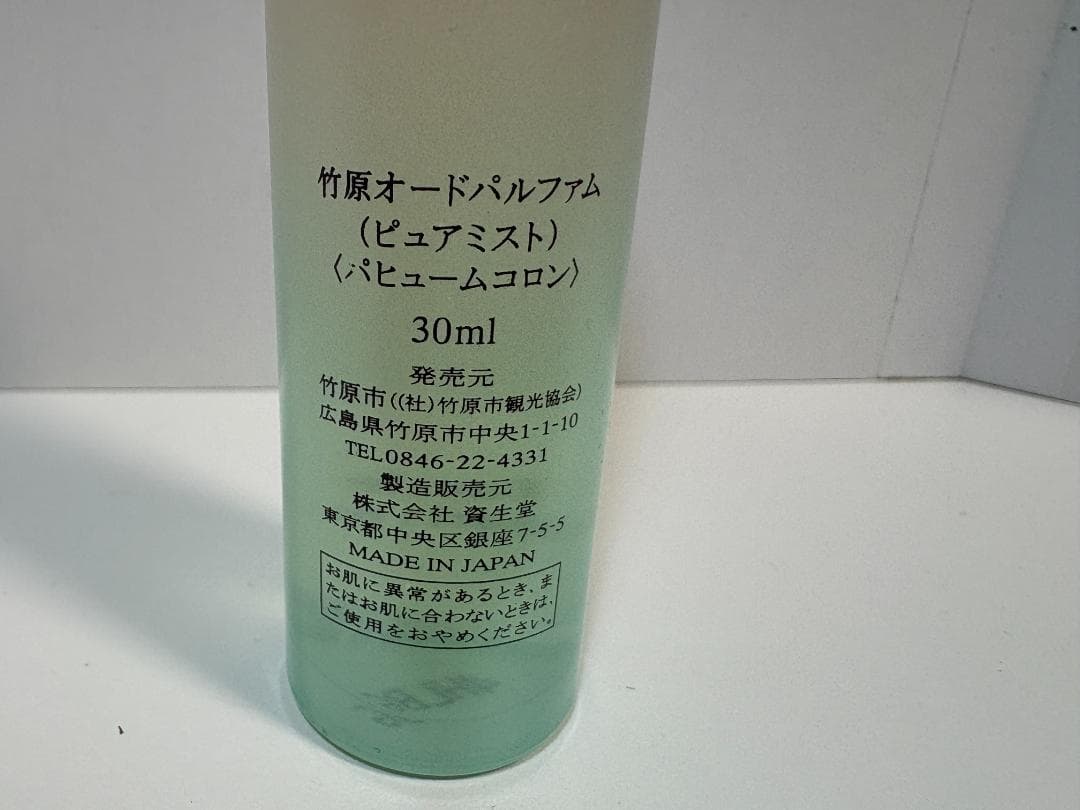 竹原オードパルファム
(ピュアミスト)
〈パヒュームコロン〉
30ml
発売元
竹原市((社)竹原市観光協会)
広島県竹原市中央1-1-10
TEL0846-22-4331
製造販売元
株式会社 資生堂
東京都中央区銀座7-5-5
MADE IN JAPAN
お肌に異常があるとき、ま
たはお肌に合わないときは、
ご使用をおやめください。